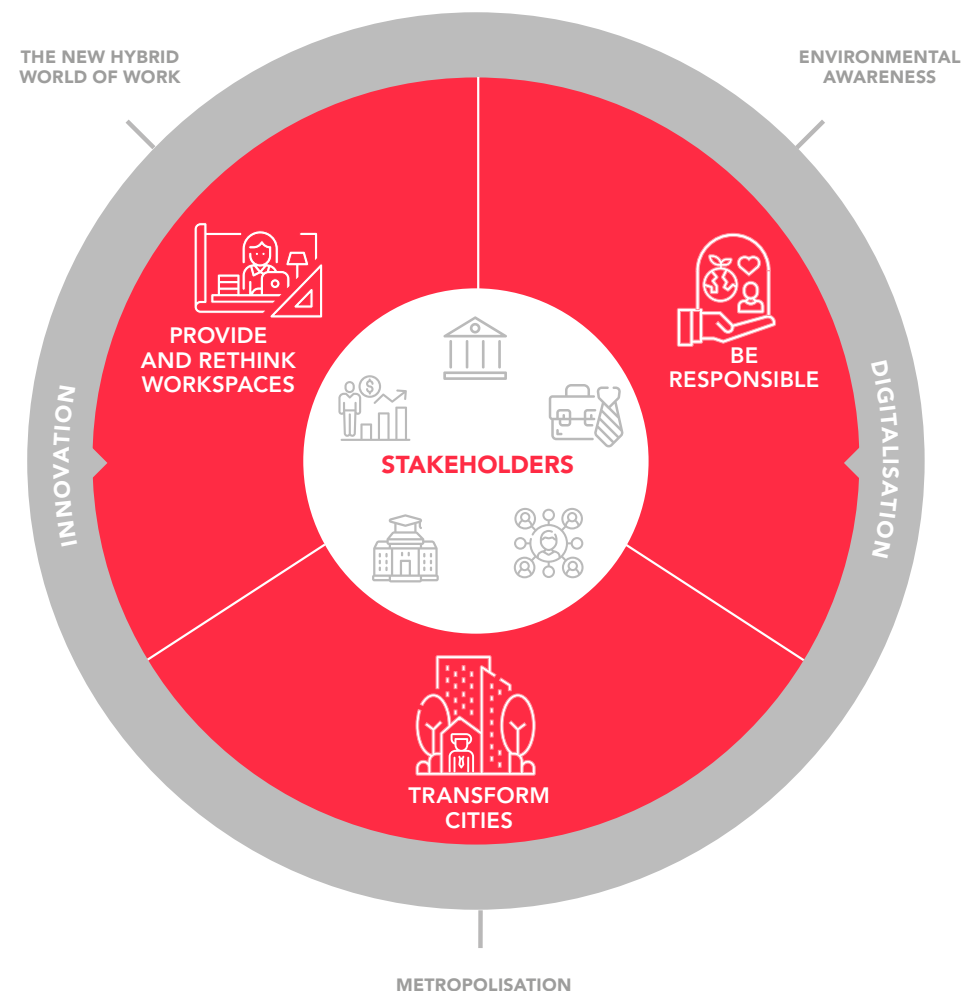 THE NEW HYBRID
WORLD OF WORK
ENVIRONMENTAL
AWARENESS
PROVIDE
AND RETHINK
WORKSPACES
BE
RESPONSIBLE
INNOVATION
DIGITALISATION
$
STAKEHOLDERS
TRANSFORM
CITIES
METROPOLISATION